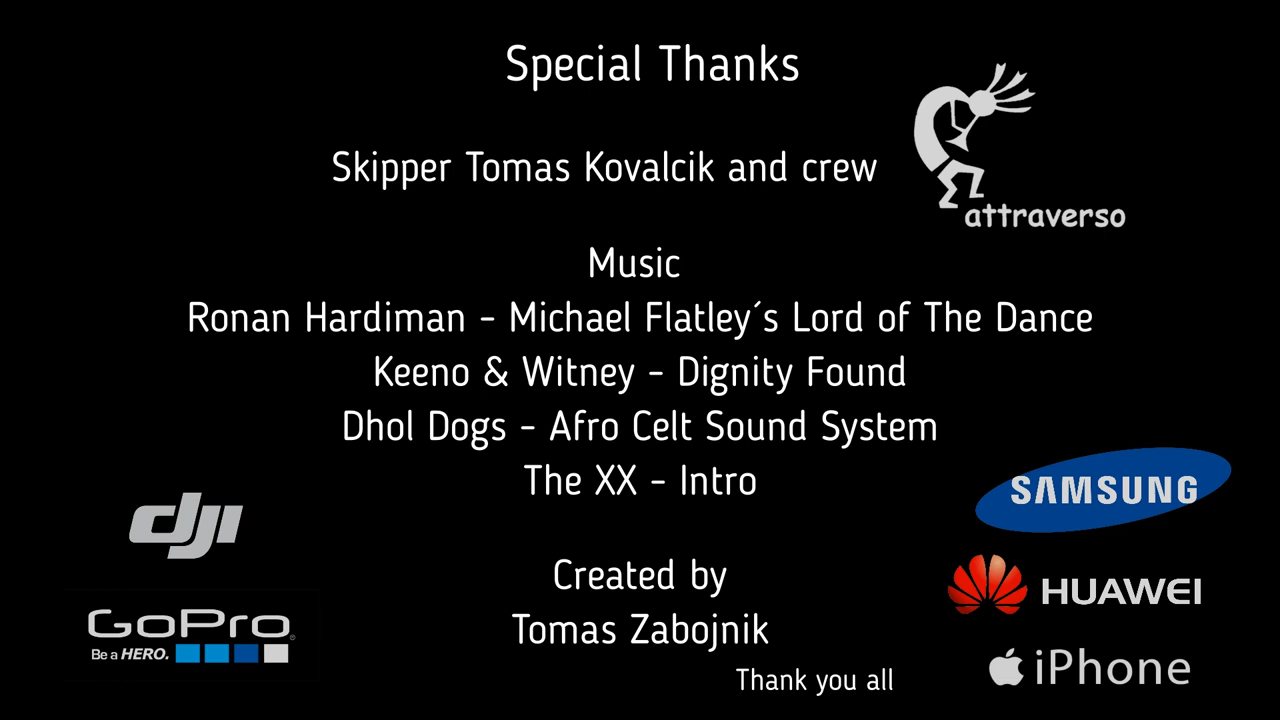 Special Thanks
Skipper Tomas Kovalcik and crew
attraverso
Music
Ronan Hardiman - Michael Flatley´s Lord of The Dance
Keeno & Witney - Dignity Found
Dhol Dogs - Afro Celt Sound System
The XX - Intro
SAMSUNG
dji
Created by
HUAWEI
GoPro®
Tomas Zabojnik
Be a HERO.
iPhone
Thank you all